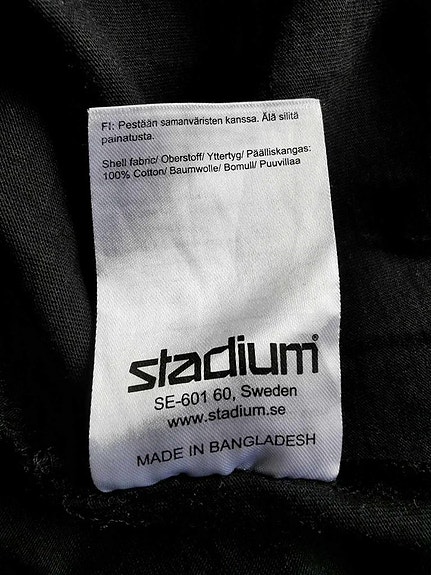 FI: Pestään samanväristen kanssa. Älä silitä
painatusta.
Shell fabric/ Oberstoff/ Yttertyg/ Päälliskangas:
100% Cotton/ Baumwolle/ Bomull/ Puuvillaa
stadium®
SE-601 60, Sweden
www.stadium.se
MADE IN BANGLADESH